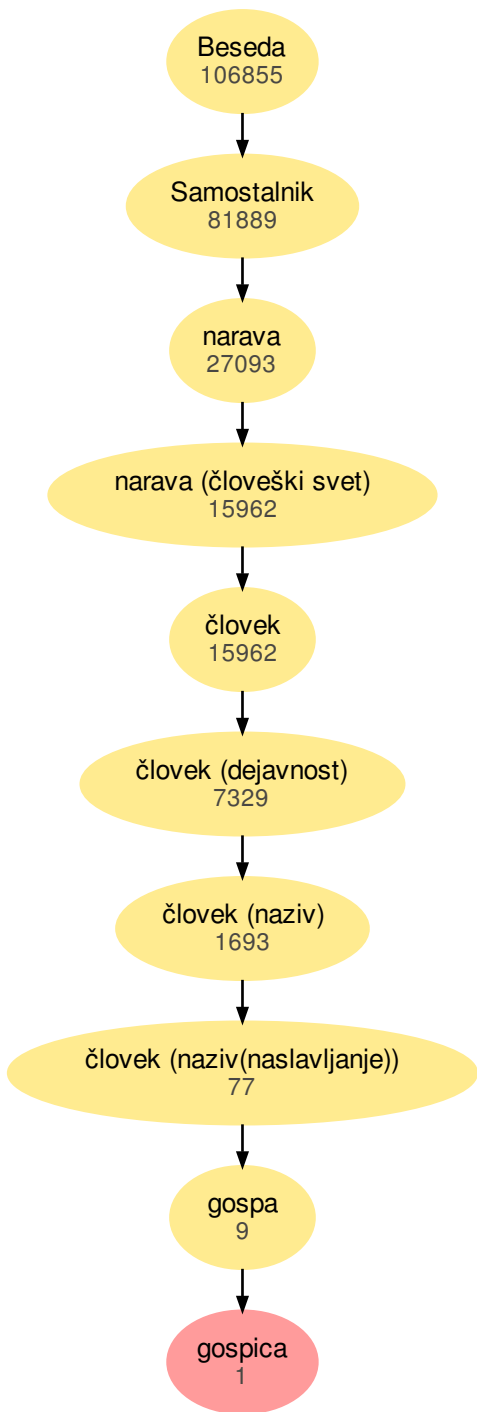 Beseda
106855
Samostalnik
81889
narava
27093
narava (človeški svet)
15962
človek
15962
človek (dejavnost)
7329
človek (naziv)
1693
človek (naziv(naslavljanje))
77
gospa
9
gospica
1